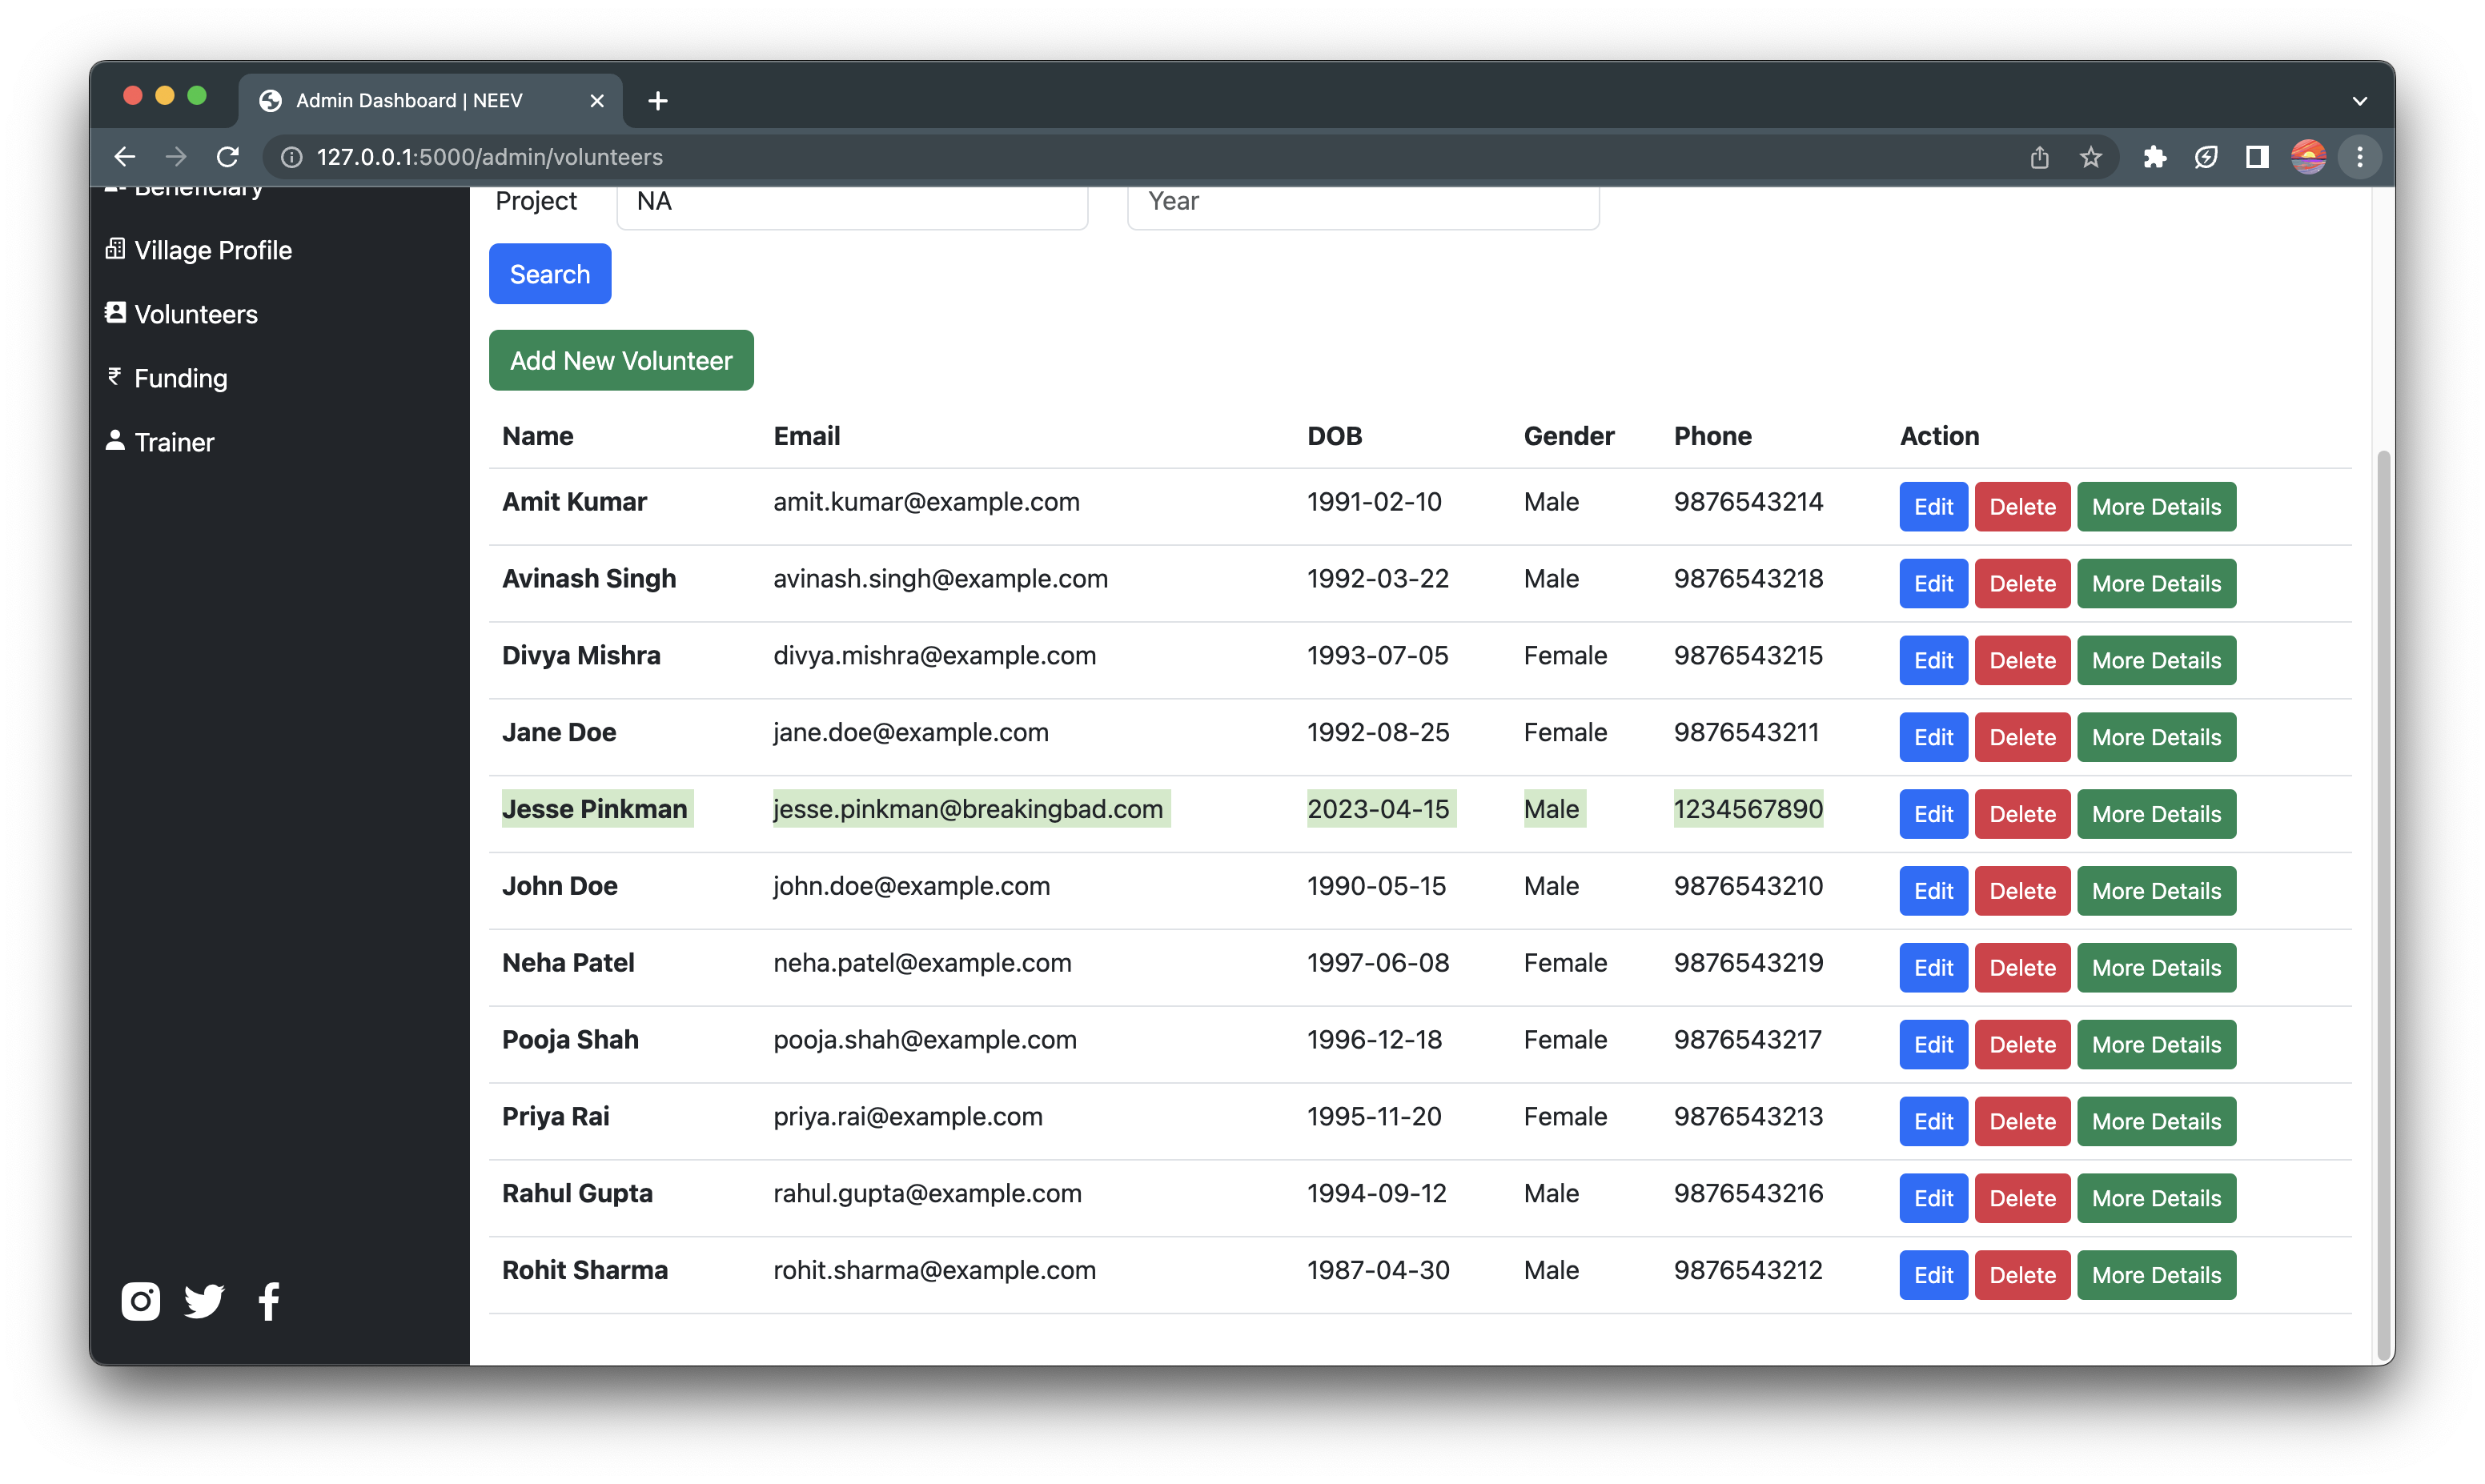 Admin Dashboard | NEEV
127.0.0.1:5000/admin/volunteers
Beneficiary
Village Profile
Volunteers
₹ Funding
Trainer
Project NA Year
Search
Add New Volunteer
Name Email DOB Gender Phone Action
Amit Kumar amit.kumar@example.com 1991-02-10 Male 9876543214 Edit Delete More Details
Avinash Singh avinash.singh@example.com 1992-03-22 Male 9876543218 Edit Delete More Details
Divya Mishra divya.mishra@example.com 1993-07-05 Female 9876543215 Edit Delete More Details
Jane Doe jane.doe@example.com 1992-08-25 Female 9876543211 Edit Delete More Details
Jesse Pinkman jesse.pinkman@breakingbad.com 2023-04-15 Male 1234567890 Edit Delete More Details
John Doe john.doe@example.com 1990-05-15 Male 9876543210 Edit Delete More Details
Neha Patel neha.patel@example.com 1997-06-08 Female 9876543219 Edit Delete More Details
Pooja Shah pooja.shah@example.com 1996-12-18 Female 9876543217 Edit Delete More Details
Priya Rai priya.rai@example.com 1995-11-20 Female 9876543213 Edit Delete More Details
Rahul Gupta rahul.gupta@example.com 1994-09-12 Male 9876543216 Edit Delete More Details
Rohit Sharma rohit.sharma@example.com 1987-04-30 Male 9876543212 Edit Delete More Details